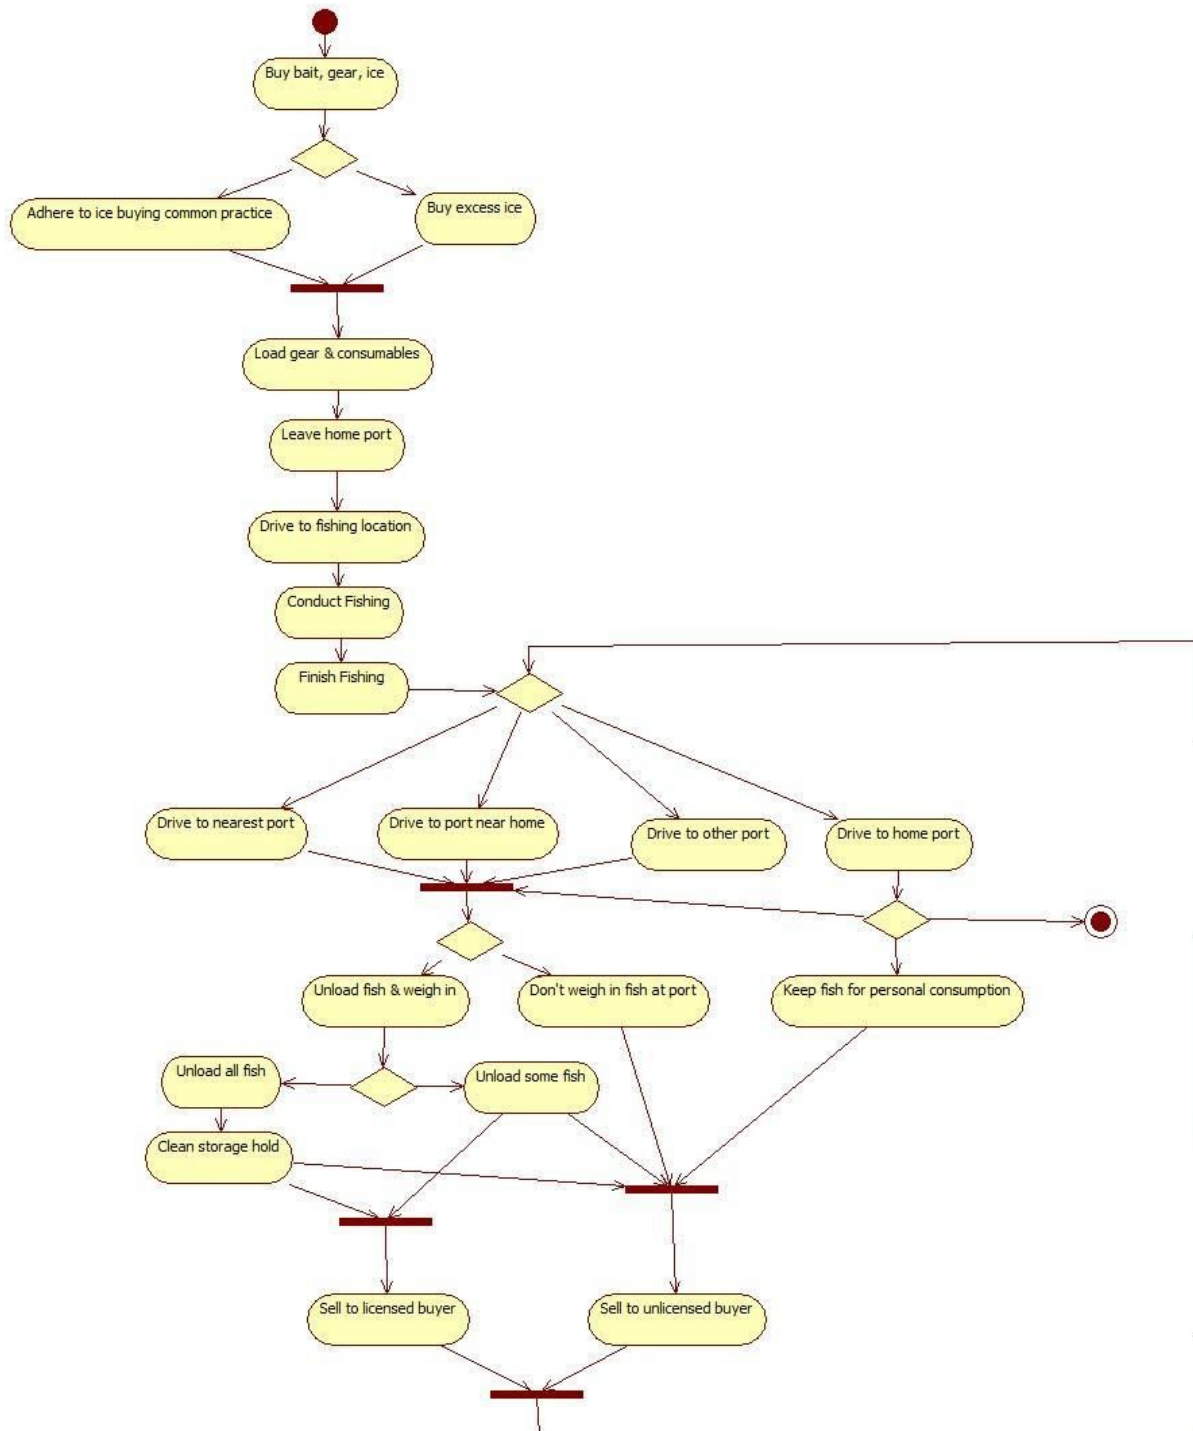 Buy bait, gear, ice
Adhere to ice buying common practice
Buy excess ice
Load gear & consumables
Leave home port
Drive to fishing location
Conduct Fishing
Finish Fishing
Drive to nearest port
Drive to port near home
Drive to other port
Drive to home port
Unload fish & weigh in
Don't weigh in fish at port
Keep fish for personal consumption
Unload all fish
Unload some fish
Clean storage hold
Sell to licensed buyer
Sell to unlicensed buyer